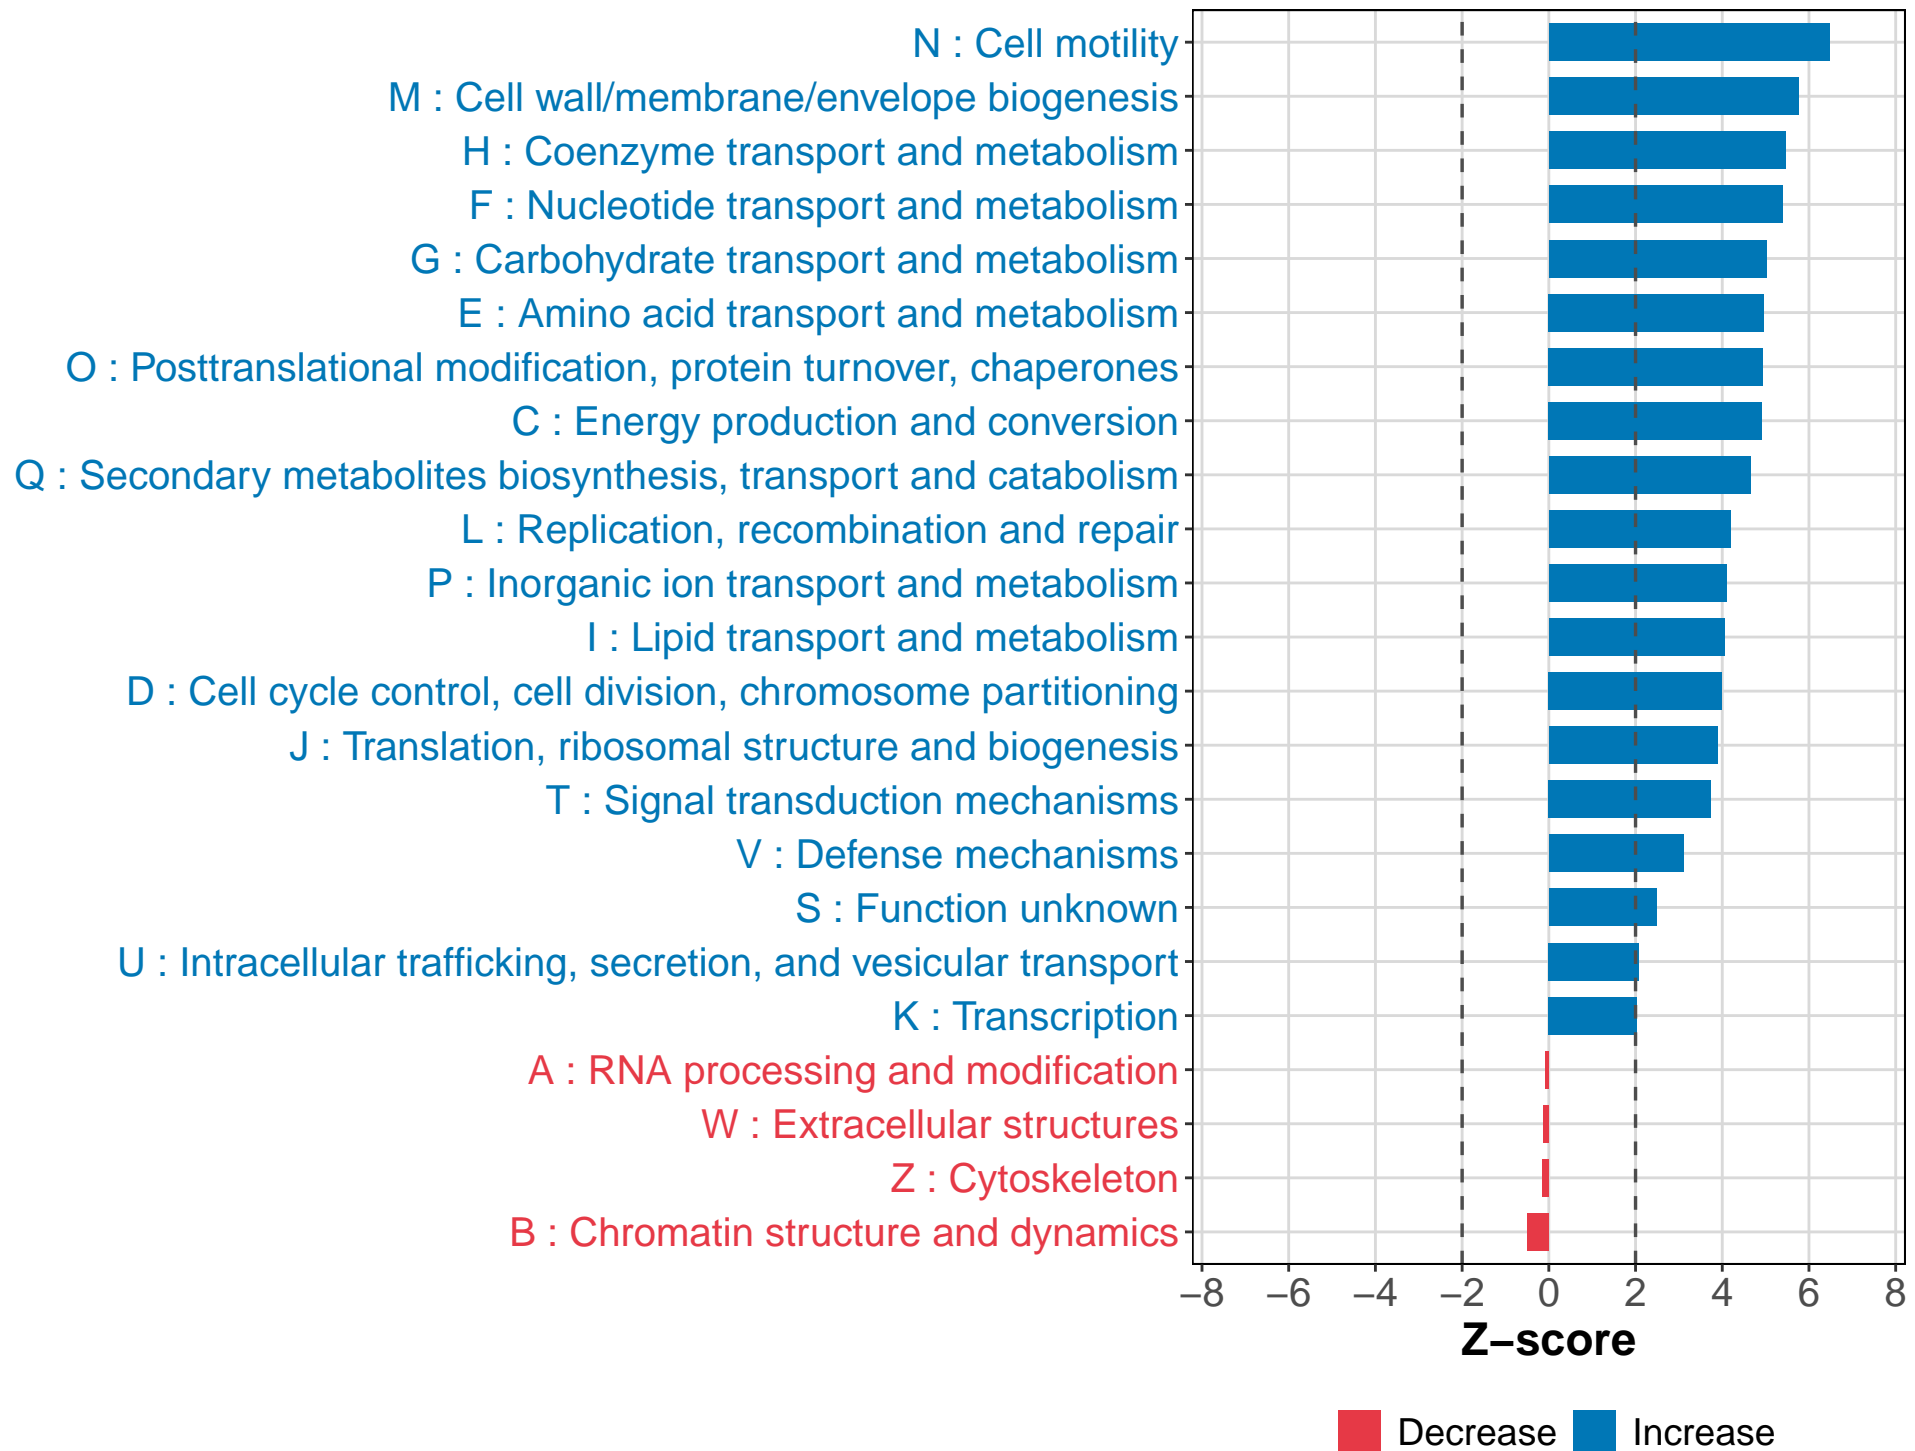 N : Cell motility
M : Cell wall/membrane/envelope biogenesis
H : Coenzyme transport and metabolism
F : Nucleotide transport and metabolism
G : Carbohydrate transport and metabolism
E : Amino acid transport and metabolism
O : Posttranslational modification, protein turnover, chaperones
C : Energy production and conversion
Q : Secondary metabolites biosynthesis, transport and catabolism
L : Replication, recombination and repair
P : Inorganic ion transport and metabolism
I : Lipid transport and metabolism
D : Cell cycle control, cell division, chromosome partitioning
J : Translation, ribosomal structure and biogenesis
T : Signal transduction mechanisms
V : Defense mechanisms
S : Function unknown
U : Intracellular trafficking, secretion, and vesicular transport
K : Transcription
A : RNA processing and modification
W : Extracellular structures
Z : Cytoskeleton
B : Chromatin structure and dynamics
−8 −6 −4 −2 0 2 4 6 8
Z−score
Decrease Increase